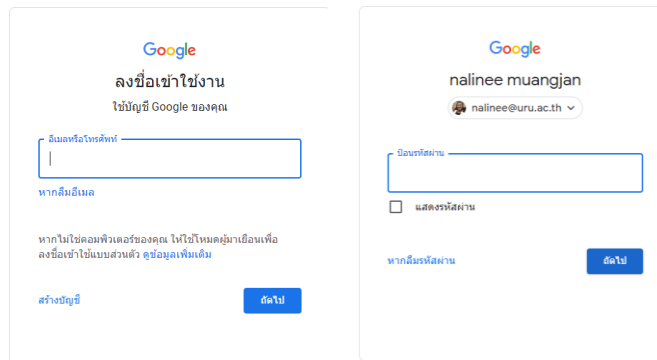 Google
ลงชื่อเข้าใช้งาน
ใช้บัญชี Google ของคุณ
อีเมลหรือโทรศัพท์
หากลืมอีเมล
หากไม่ใช่คอมพิวเตอร์ของคุณ ให้ใช้โหมดผู้มาเยือนเพื่อ
ลงชื่อเข้าใช้แบบส่วนตัว ดูข้อมูลเพิ่มเติม
สร้างบัญชี
ถัดไป
Google
nalinee muangjan
nalinee@uru.ac.th
ป้อนรหัสผ่าน
แสดงรหัสผ่าน
หากลืมรหัสผ่าน
ถัดไป